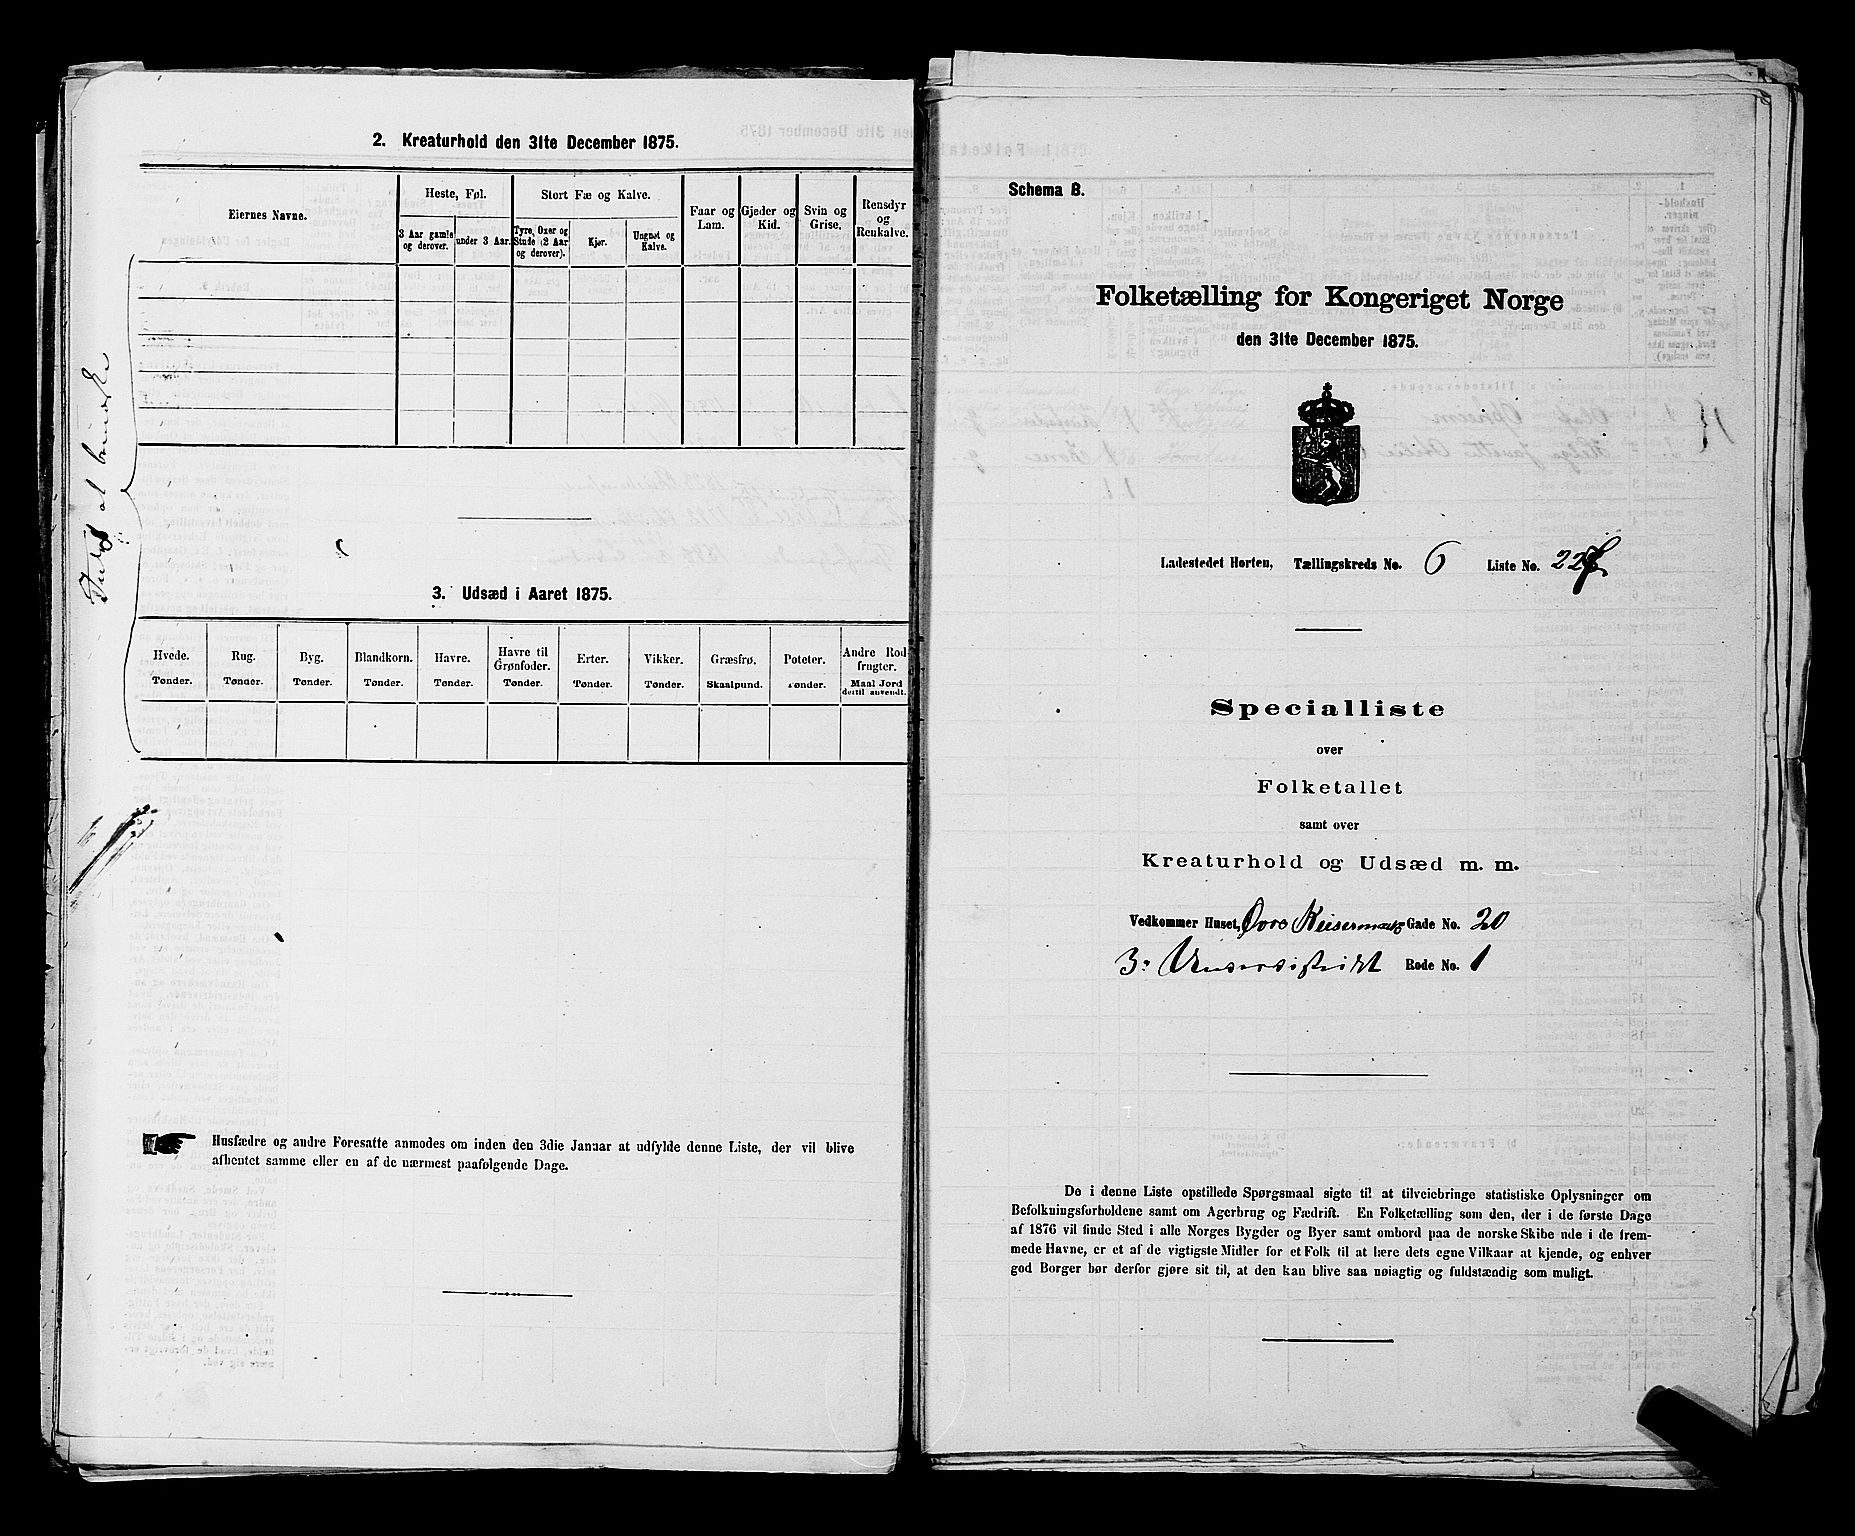 2. Kreaturhold den 31te December 1875.
Eiernes Navne.
Heste, Føl.
3 Aar gamle og derover.
under 3 Aar.
Stort Fæ og Kalve.
Tyre, Oxer og Stude (2 Aar og derover).
Kjør.
Ungnøt og Kalve.
Faar og Lam.
Gjeder og Kid.
Svin og Grise.
Rensdyr og Renkalve.
Intet at bemærke
3. Udsæd i Aaret 1875.
Hvede. Tønder.
Rug. Tønder.
Byg. Tønder.
Blandkorn. Tønder.
Havre. Tønder.
Havre til Grønfoder. Tønder.
Erter. Tønder.
Vikker. Tønder.
Græsfrø. Skaalpund.
Poteter. Tønder.
Andre Rodfrugter. Maal Jord dertil anvendt.
Husfædre og andre Foresatte anmodes om inden den 3die Januar at udfylde denne Liste, der vil blive
afhentet samme eller en af de nærmest paafølgende Dage.
Schema B.
Folketælling for Kongeriget Norge
den 31te December 1875.
Ladestedet Horten, Tællingskreds No. 6 Liste No. 22
Specialliste
over
Folketallet
samt over
Kreaturhold og Udsæd m. m.
Vedkommer Huset, Øvre Keisermark Gade No. 20
3: Underdistrikt Rode No. 1
De i denne Liste opstillede Spørgsmaal sigte til at tilveiebringe statistiske Oplysninger om
Befolkningsforholdene samt om Agerbrug og Fædrift. En Folketælling som den, der i de første Dage
af 1876 vil finde Sted i alle Norges Bygder og Byer samt ombord paa de norske Skibe ude i de frem-
mede Havne, er et af de vigtigste Midler for et Folk til at lære dets egne Vilkaar at kjende, og enhver
god Borger bør derfor gjøre sit til, at den kan blive saa nøiagtig og fuldstændig som muligt.